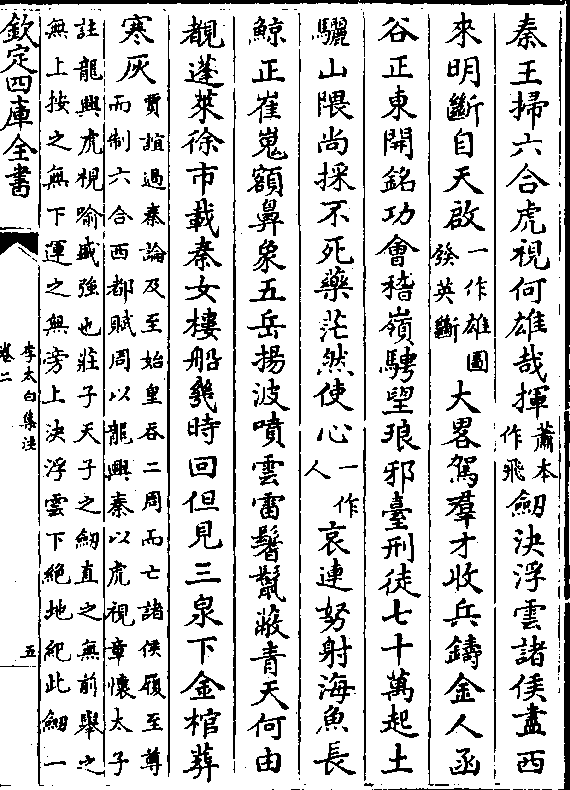 秦王掃六合虎視何雄哉揮蕭本作飛劒決浮雲諸侯盡西
來明斷自天啟一作雄圖發英斷大畧駕羣才收兵鑄金人函
谷正東開銘功會稽嶺騁望琅邪臺刑徒七十萬起土
驪山隈尚採不死藥茫然使心一作人哀連弩射海魚長
鯨正崔嵬額鼻象五岳揚波噴雲雷鬐鬛蔽青天何由
覩蓬萊徐市載秦女樓船㡬時回但見三泉下金棺葬
寒灰賈誼過秦論及至始皇吞二周而亡諸侯履至尊而制六合西都賦周以龍興秦以虎視章懷太子
註龍興虎視喻盛強也莊子天子之劒直之無前舉之無上按之無下運之無旁上決浮雲下絶地紀此劒一
欽定四庫全書
李太白集注
卷二
五